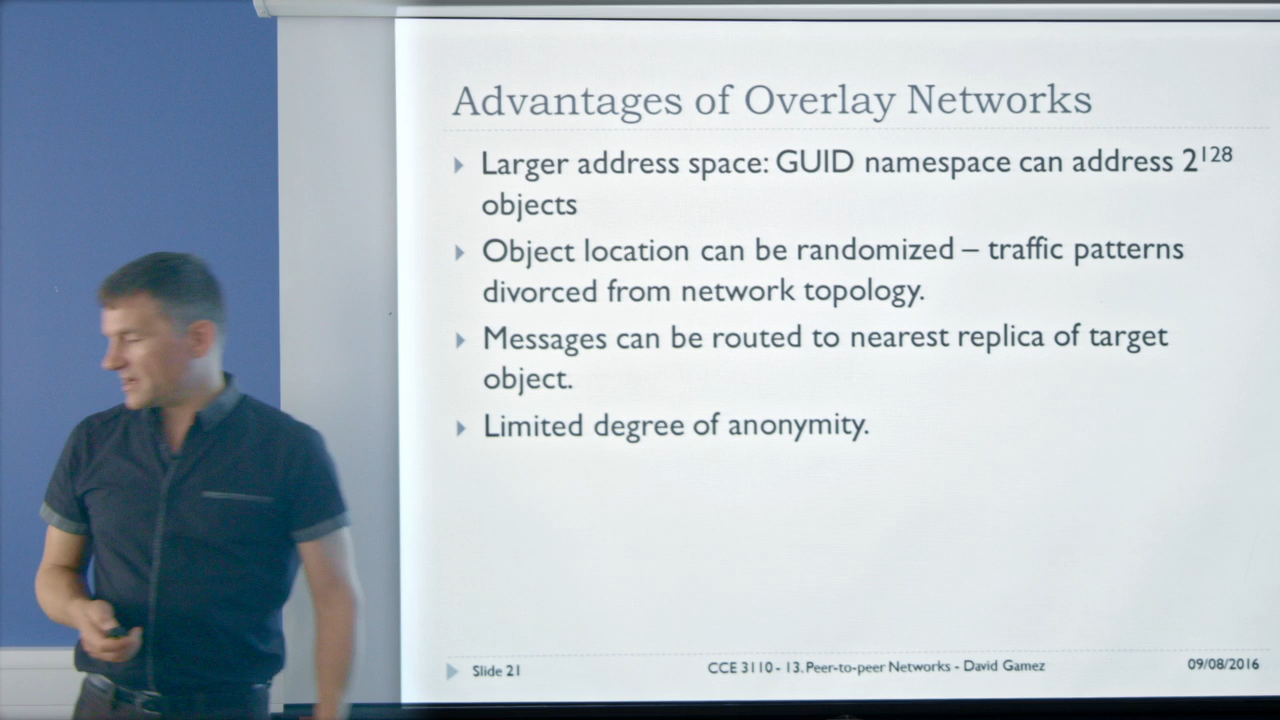 Advantages of Overlay Networks
Larger address space: GUID namespace can address 2¹²⁸
objects
Object location can be randomized – traffic patterns
divorced from network topology.
Messages can be routed to nearest replica of target
object.
Limited degree of anonymity.
Slide 21
CCE 3110 - 13. Peer-to-peer Networks - David Gamez
09/08/2016